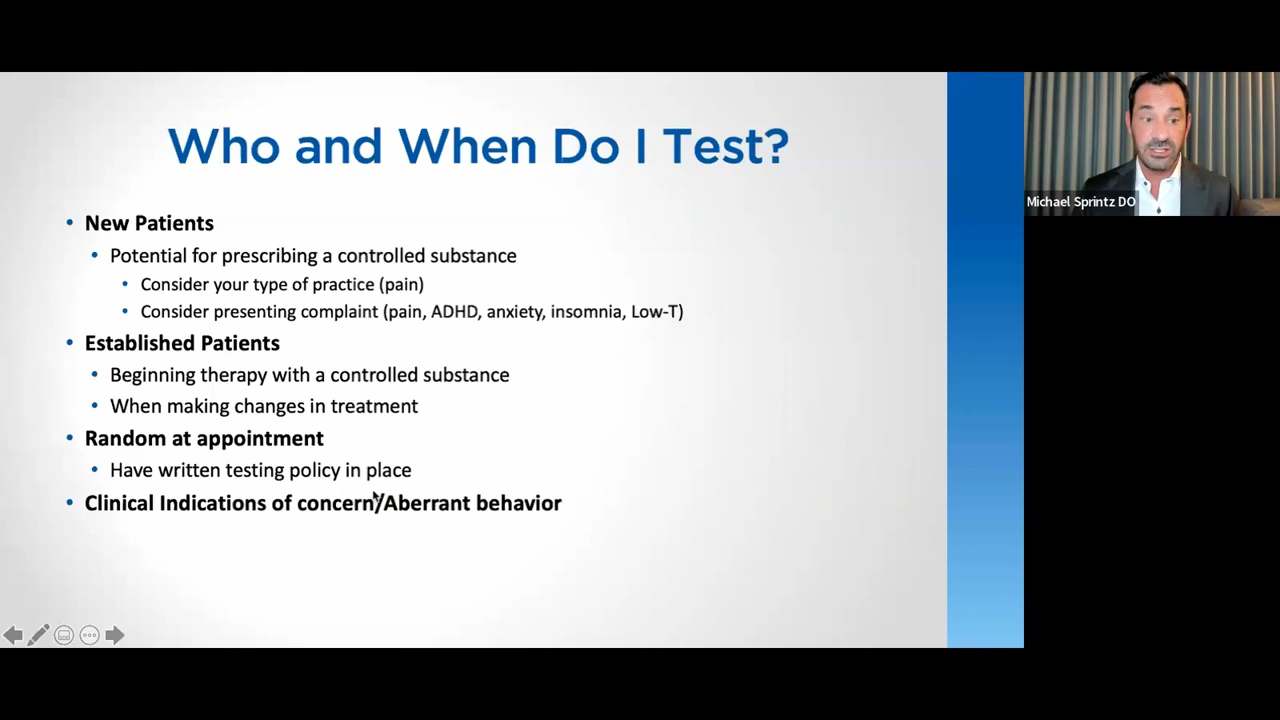 Who and When Do I Test?
• New Patients
• Potential for prescribing a controlled substance
• Consider your type of practice (pain)
• Consider presenting complaint (pain, ADHD, anxiety, insomnia, Low-T)
• Established Patients
• Beginning therapy with a controlled substance
• When making changes in treatment
• Random at appointment
• Have written testing policy in place
• Clinical Indications of concern/Aberrant behavior
Michael Sprintz DO